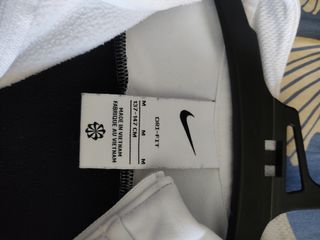 DRI-FIT
M M M
137-147 CM
MADE IN VIETNAM
FABRIQUÉ AU VIETNAM